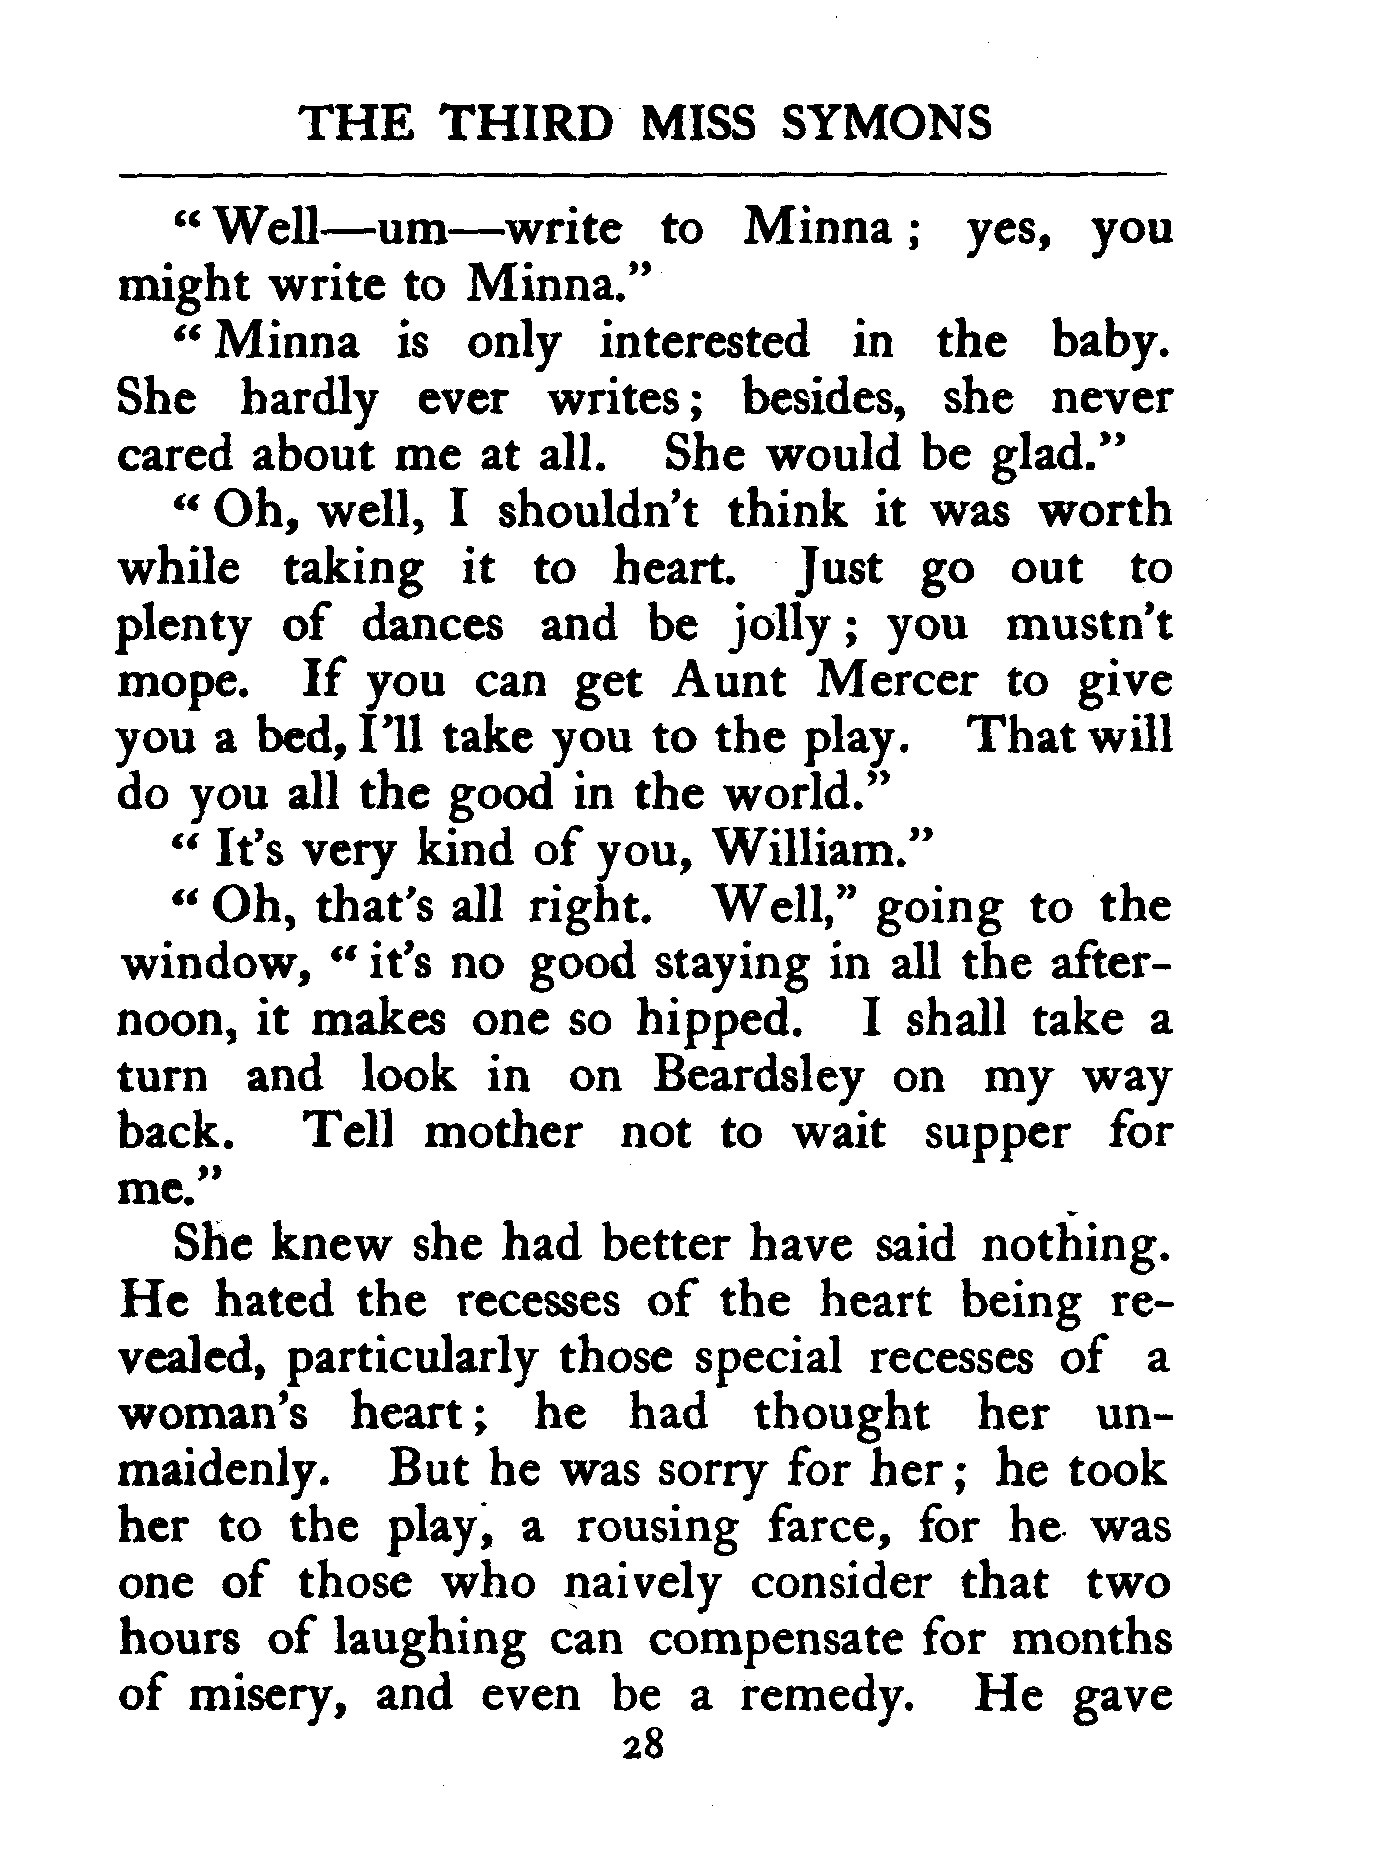 THE THIRD MISS SYMONS
“Well—um—write to Minna; yes, you
might write to Minna.”
“Minna is only interested in the baby.
She hardly ever writes; besides, she never
cared about me at all. She would be glad.”
“Oh, well, I shouldn't think it was worth
while taking it to heart. Just go out to
plenty of dances and be jolly; you mustn't
mope. If you can get Aunt Mercer to give
you a bed, I'll take you to the play. That will
do you all the good in the world.”
“It's very kind of you, William.”
“Oh, that's all right. Well,” going to the
window, “it's no good staying in all the after-
noon, it makes one so hipped. I shall take a
turn and look in on Beardsley on my way
back. Tell mother not to wait supper for
me.”
She knew she had better have said nothing.
He hated the recesses of the heart being re-
vealed, particularly those special recesses of a
woman's heart; he had thought her un-
maidenly. But he was sorry for her; he took
her to the play, a rousing farce, for he was
one of those who naively consider that two
hours of laughing can compensate for months
of misery, and even be a remedy. He gave
28